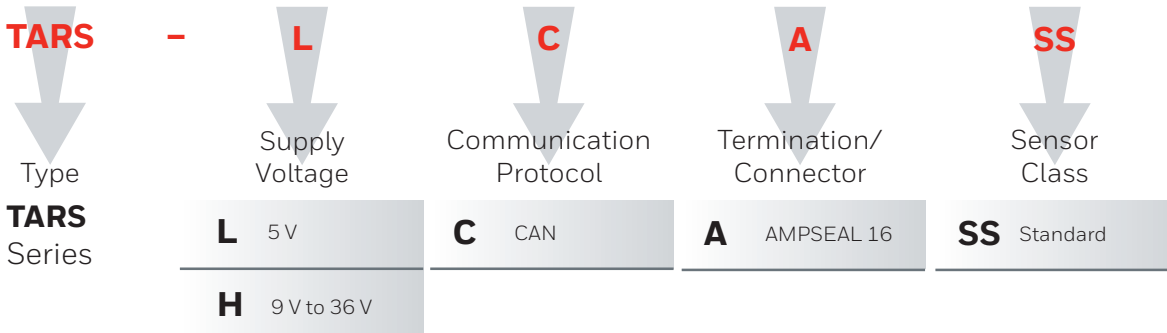 TARS – L C A SS
Type
Supply
Voltage
Communication
Protocol
Termination/
Connector
Sensor
Class
TARS
Series
L 5 V
C CAN
A AMPSEAL 16
SS Standard
H 9 V to 36 V